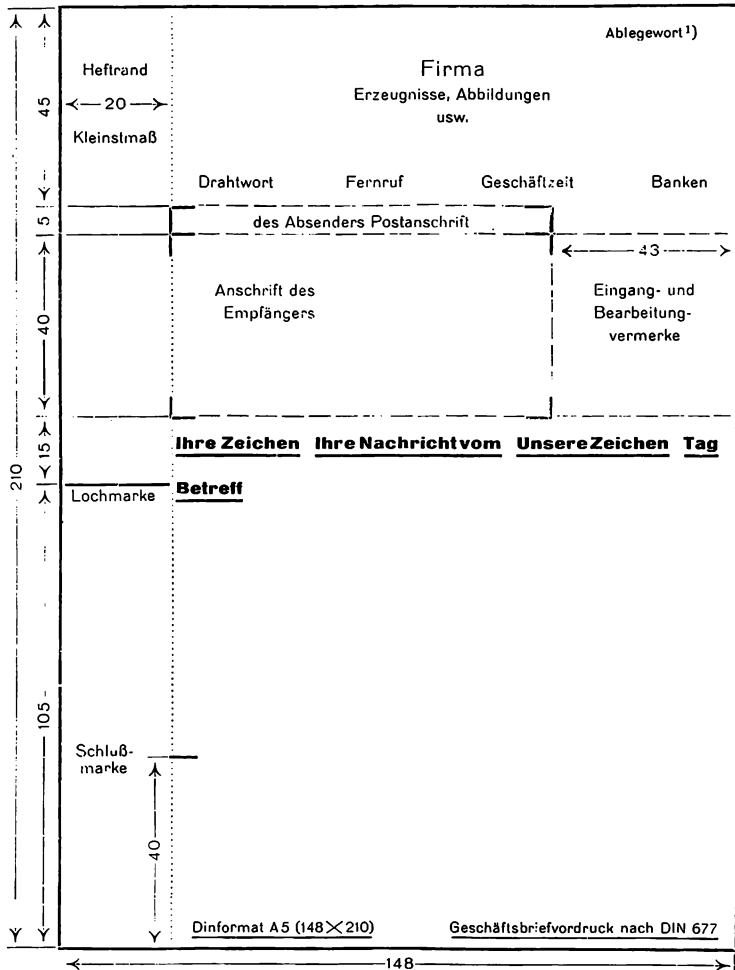 Ablegewort¹)
Heftrand
Firma
← 20 →
Erzeugnisse, Abbildungen
usw.
45
Kleinstmaß
Drahtwort Fernruf Geschäftzeit Banken
5
des Absenders Postanschrift
43
Anschrift des
Empfängers
Eingang- und
Bearbeitung-
vermerke
40
15
Ihre Zeichen Ihre Nachricht vom Unsere Zeichen Tag
210
Lochmarke
Betreff
105
Schluß-
marke
40
Dinformat A5 (148×210) Geschäftsbriefvordruck nach DIN 677
148